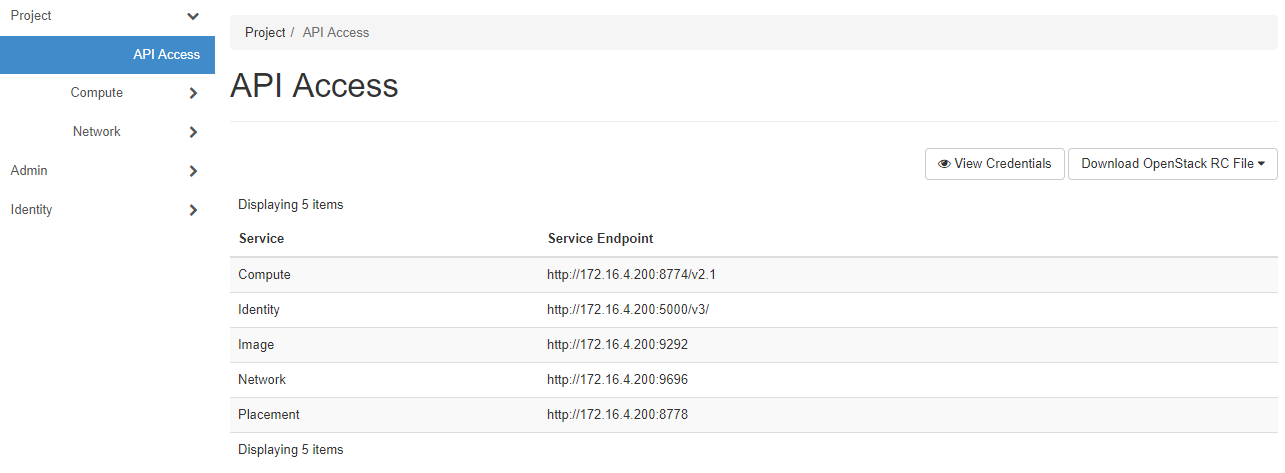 Project
API Access
Compute
Network
Admin
Identity
Project / API Access
API Access
View Credentials
Download OpenStack RC File
Displaying 5 items
Service Service Endpoint
Compute http://172.16.4.200:8774/v2.1
Identity http://172.16.4.200:5000/v3/
Image http://172.16.4.200:9292
Network http://172.16.4.200:9696
Placement http://172.16.4.200:8778
Displaying 5 items